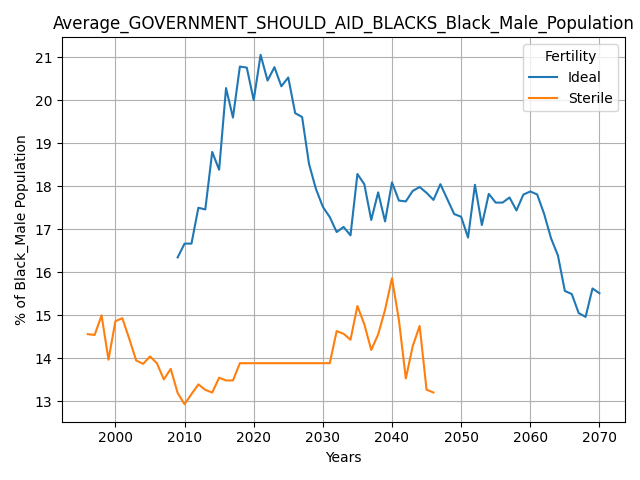 Average_GOVERNMENT_SHOULD_AID_BLACKS_Black_Male_Population
Fertility
Ideal
Sterile
% of Black_Male Population
21
20
19
18
17
16
15
14
13
2000 2010 2020 2030 2040 2050 2060 2070
Years